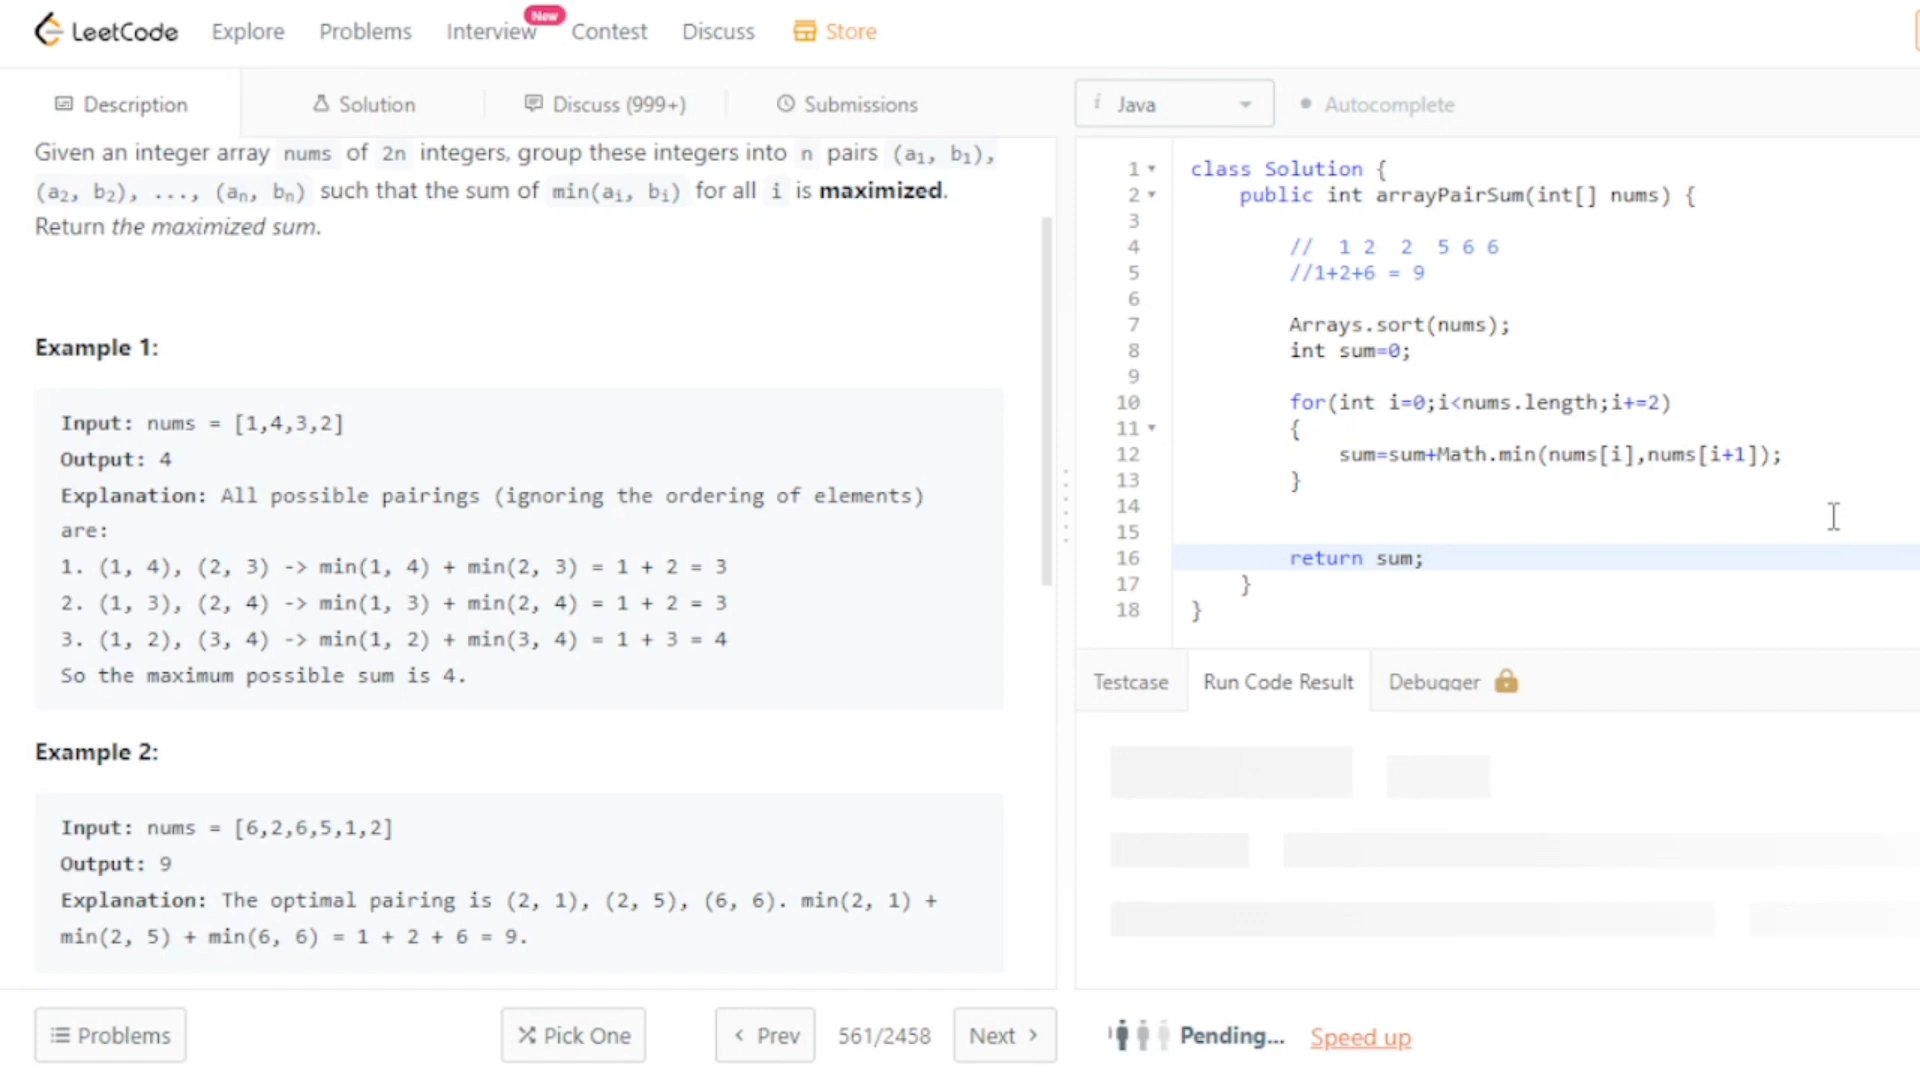 LeetCode Explore Problems Interview New Contest Discuss Store
Description Solution Discuss (999+) Submissions
Given an integer array nums of 2n integers, group these integers into n pairs (a₁, b₁),
(a₂, b₂), ..., (aₙ, bₙ) such that the sum of min(aᵢ, bᵢ) for all i is maximized.
Return the maximized sum.
Example 1:
Input: nums = [1,4,3,2]
Output: 4
Explanation: All possible pairings (ignoring the ordering of elements)
are:
1. (1, 4), (2, 3) -> min(1, 4) + min(2, 3) = 1 + 2 = 3
2. (1, 3), (2, 4) -> min(1, 3) + min(2, 4) = 1 + 2 = 3
3. (1, 2), (3, 4) -> min(1, 2) + min(3, 4) = 1 + 3 = 4
So the maximum possible sum is 4.
Example 2:
Input: nums = [6,2,6,5,1,2]
Output: 9
Explanation: The optimal pairing is (2, 1), (2, 5), (6, 6). min(2, 1) +
min(2, 5) + min(6, 6) = 1 + 2 + 6 = 9.
Problems Pick One Prev 561/2458 Next
i Java Autocomplete
1 class Solution {
2 public int arrayPairSum(int[] nums) {
3
4 // 1 2 2 5 6 6
5 //1+2+6 = 9
6
7 Arrays.sort(nums);
8 int sum=0;
9
10 for(int i=0;i<nums.length;i+=2)
11 {
12 sum=sum+Math.min(nums[i],nums[i+1]);
13 }
14
15
16 return sum;
17 }
18 }
Testcase Run Code Result Debugger
Pending... Speed up